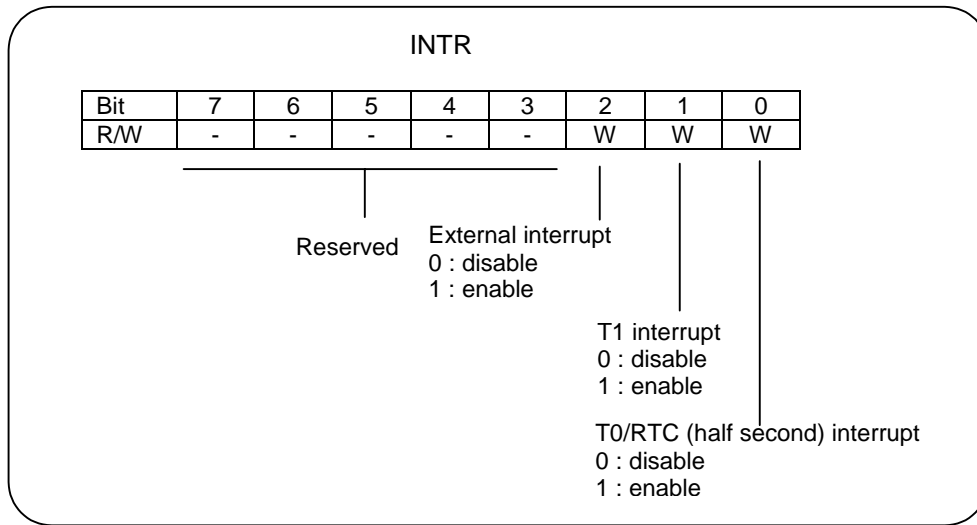 INTR
Bit 7 6 5 4 3 2 1 0
R/W - - - - - W W W
Reserved
External interrupt
0 : disable
1 : enable
T1 interrupt
0 : disable
1 : enable
T0/RTC (half second) interrupt
0 : disable
1 : enable